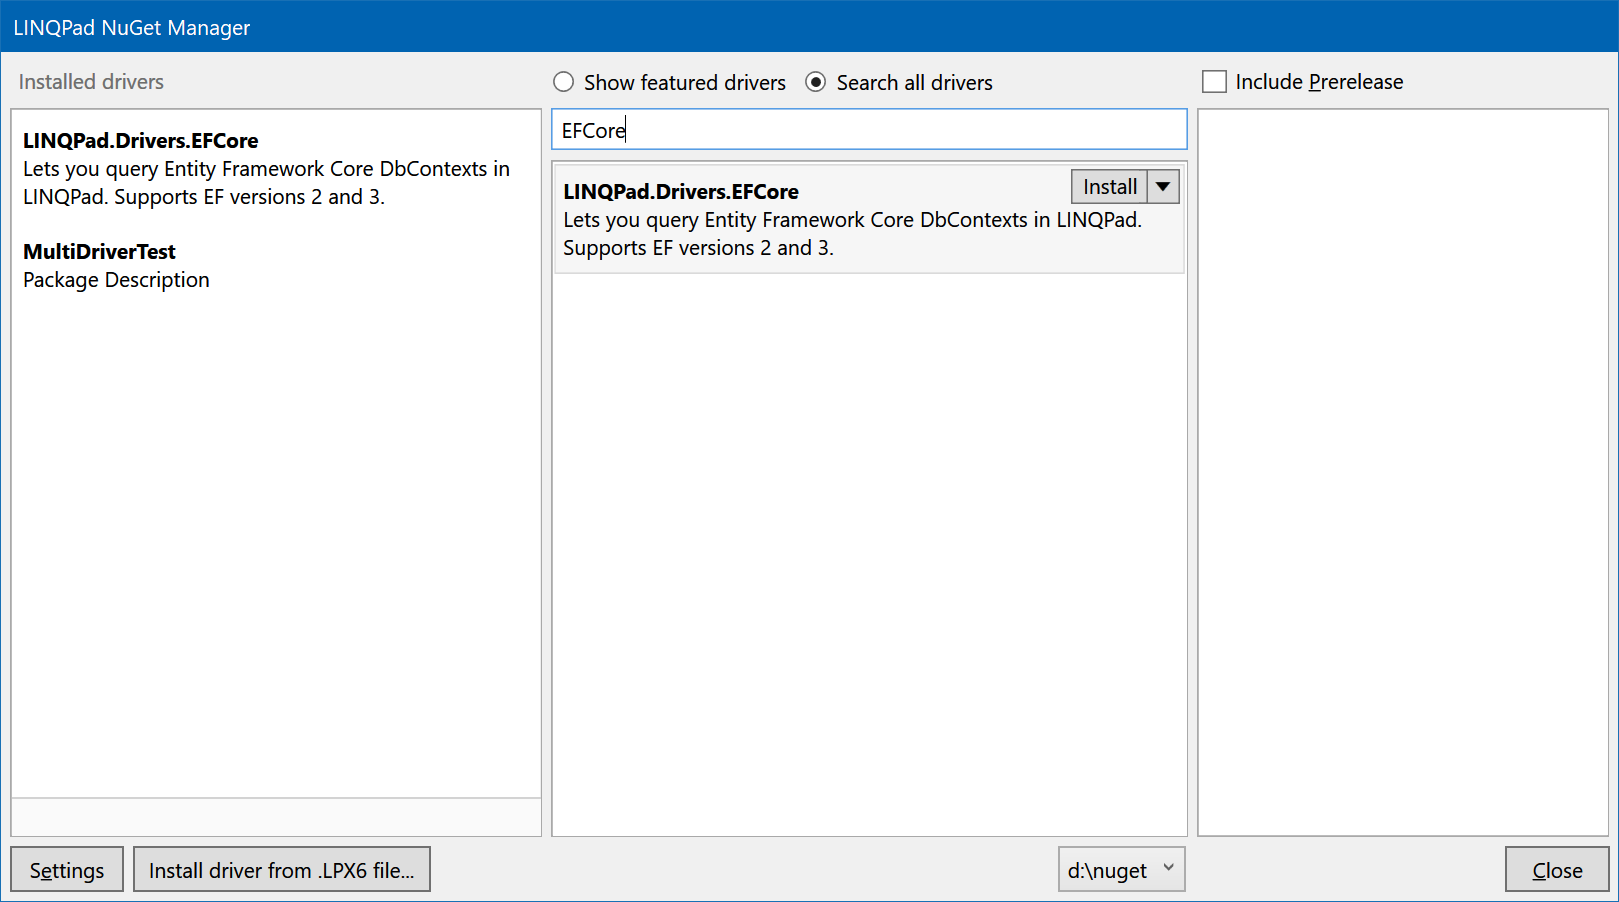 LINQPad NuGet Manager
Installed drivers
Show featured drivers
Search all drivers
Include Prerelease
LINQPad.Drivers.EFCore
Lets you query Entity Framework Core DbContexts in
LINQPad. Supports EF versions 2 and 3.
MultiDriverTest
Package Description
EFCore
LINQPad.Drivers.EFCore
Install
Lets you query Entity Framework Core DbContexts in LINQPad.
Supports EF versions 2 and 3.
Settings
Install driver from .LPX6 file...
d:\nuget
Close